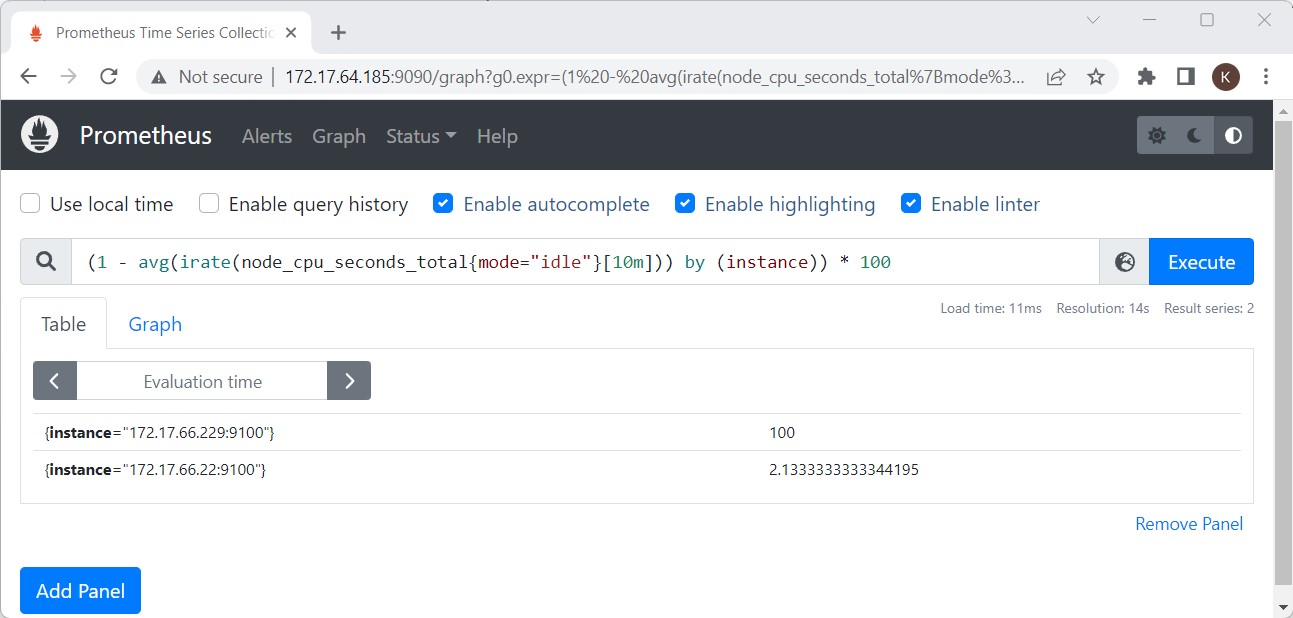 Prometheus Time Series Collectic
Not secure | 172.17.64.185:9090/graph?g0.expr=(1%20-%20avg(irate(node_cpu_seconds_total%7Bmode%3...
K
Prometheus Alerts Graph Status Help
Use local time Enable query history Enable autocomplete Enable highlighting Enable linter
(1 - avg(irate(node_cpu_seconds_total{mode="idle"}[10m])) by (instance)) * 100 Execute
Load time: 11ms Resolution: 14s Result series: 2
Table Graph
Evaluation time
{instance="172.17.66.229:9100"} 100
{instance="172.17.66.22:9100"} 2.1333333333344195
Remove Panel
Add Panel